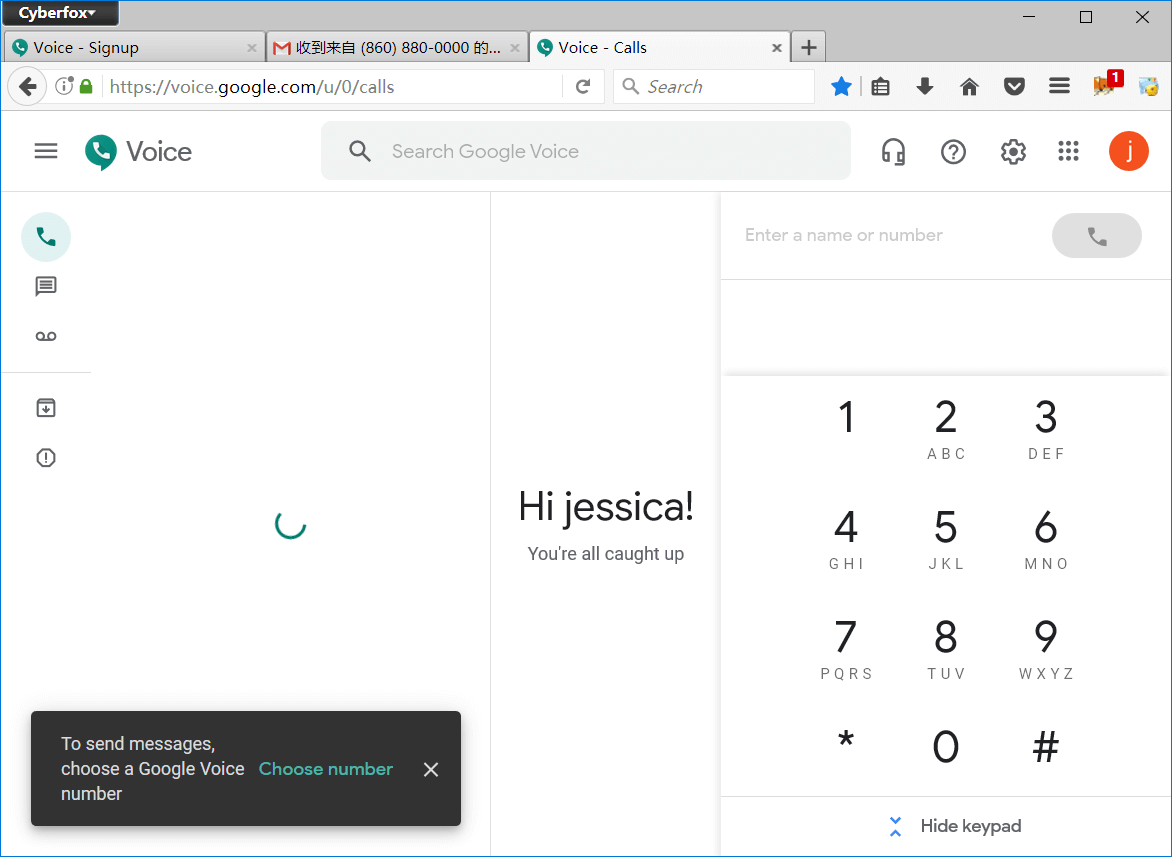 Cyberfox
Voice - Signup
收到来自 (860) 880-0000 的...
Voice - Calls
https://voice.google.com/u/0/calls
Search
1
Voice
Search Google Voice
j
Enter a name or number
1
2
3
ABC
DEF
Hi jessica!
You're all caught up
4
5
6
GHI
JKL
MNO
7
8
9
PQRS
TUV
WXYZ
To send messages,
choose a Google Voice
number
Choose number
*
0
#
Hide keypad